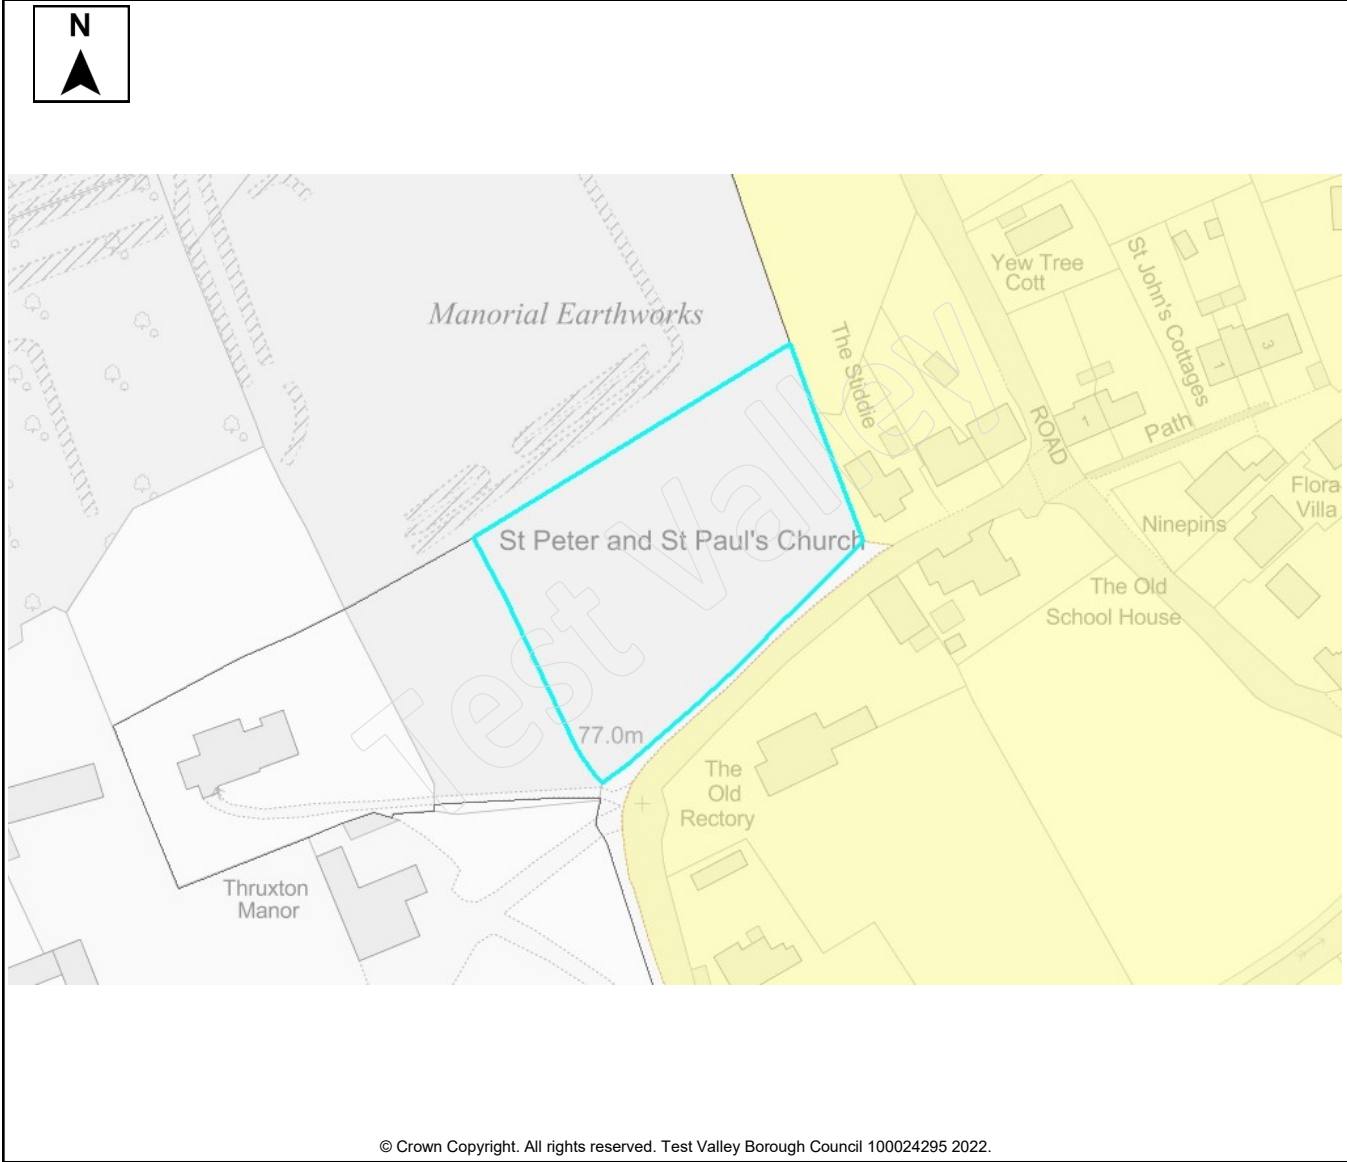 N
Manorial Earthworks
Yew Tree
Cott
St John's Cottages
The Stiddie
1
3
1
ROAD
Path
St Peter and St Paul's Church
Ninepins
Flora
Villa
The Old
School House
77.0m
The
Old
Rectory
Thruxton
Manor
Test Valley
© Crown Copyright. All rights reserved. Test Valley Borough Council 100024295 2022.